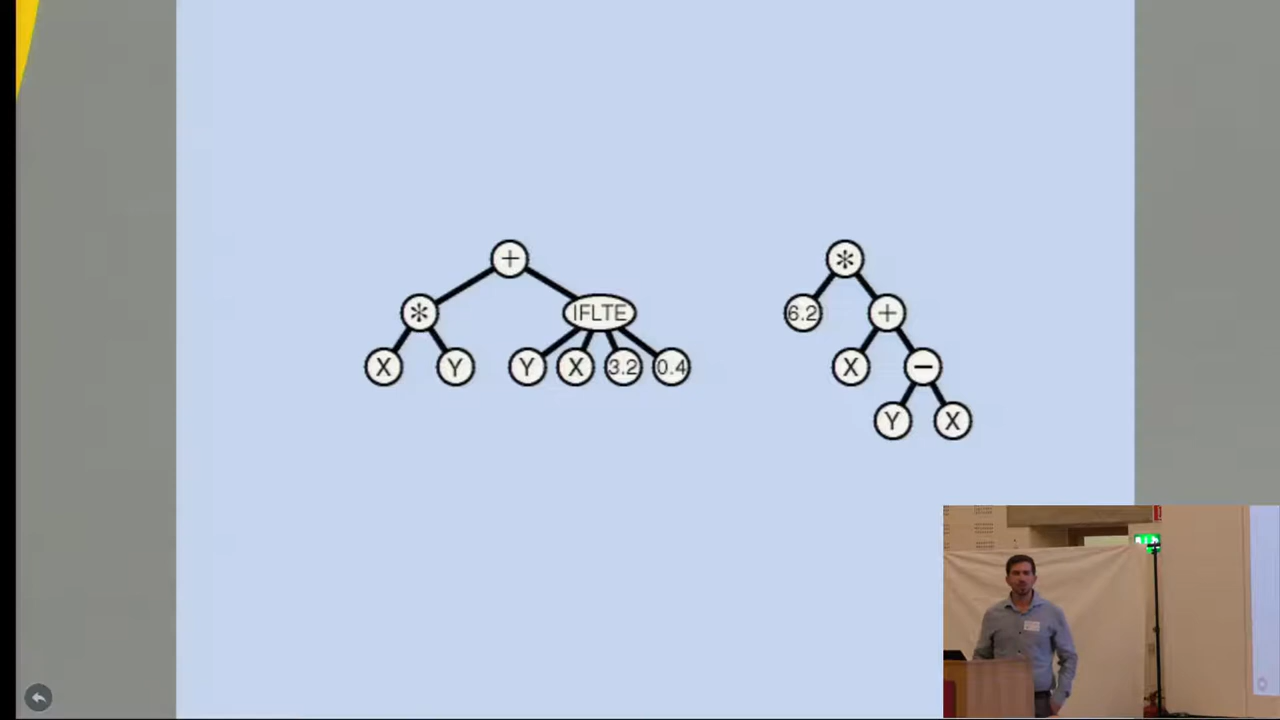 + *
* IFLTE 6.2 +
X Y Y X 3.2 0.4 X −
Y X